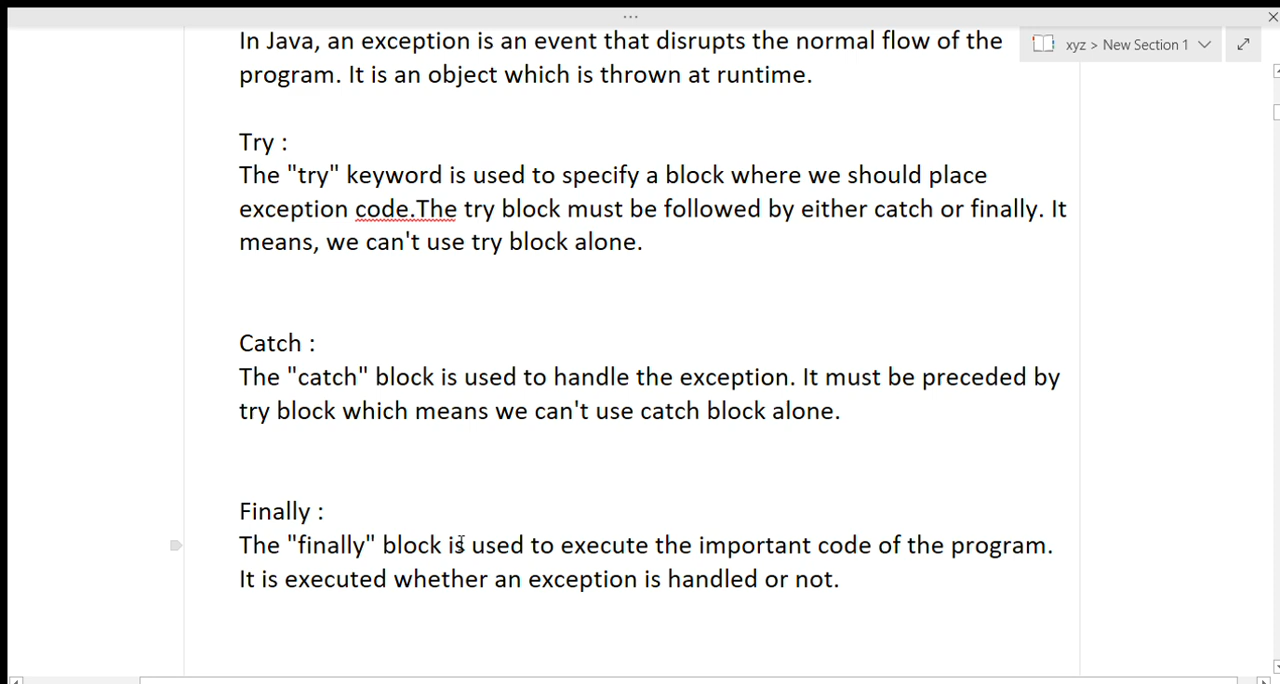 ...
In Java, an exception is an event that disrupts the normal flow of the
xyz > New Section 1
program. It is an object which is thrown at runtime.
Try :
The "try" keyword is used to specify a block where we should place
exception code.The try block must be followed by either catch or finally. It
means, we can't use try block alone.
Catch :
The "catch" block is used to handle the exception. It must be preceded by
try block which means we can't use catch block alone.
Finally :
The "finally" block is used to execute the important code of the program.
It is executed whether an exception is handled or not.